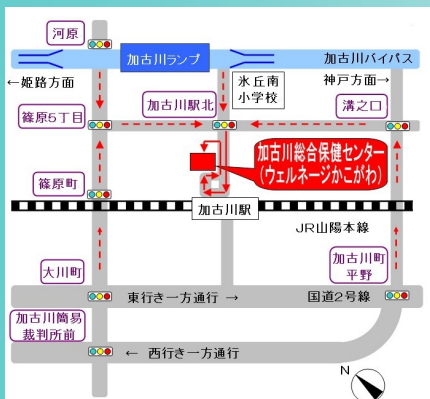 河原
加古川ランプ
加古川バイパス
←姫路方面
氷丘南
小学校
神戸方面→
加古川駅北
溝之口
篠原5丁目
加古川総合保健センター
(ウェルネージかこがわ)
篠原町
加古川駅
JR山陽本線
大川町
加古川町
平野
東行き一方通行 →
国道2号線
加古川簡易
裁判所前
← 西行き一方通行
N